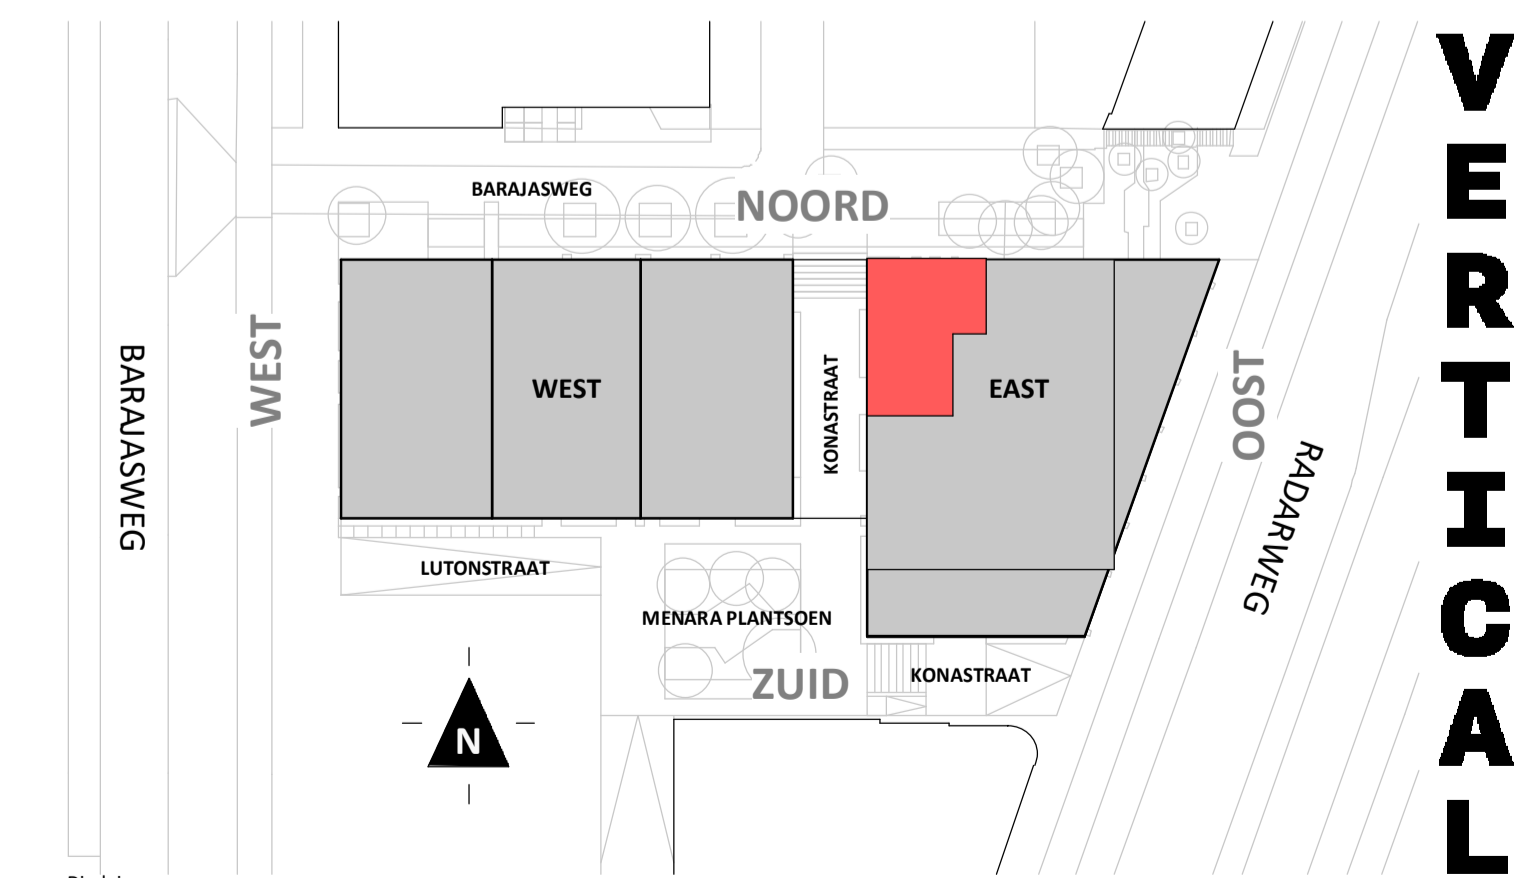 BARAJASWEG
NOORD
WEST
BARAJASWEG
WEST
KONASTRAAT
EAST
OOST
RADARWEG
LUTONSTRAAT
MENARA PLANTSOEN
ZUID
KONASTRAAT
N
VERTICAL